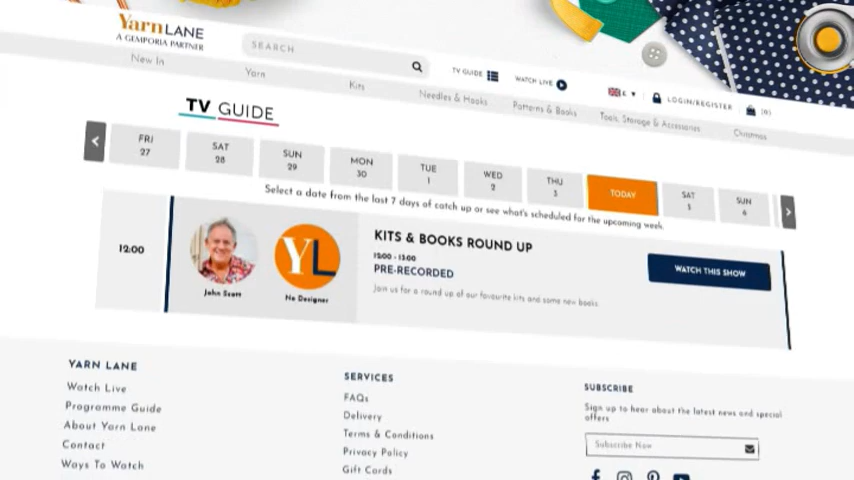 Yarn LANE
A GEMPORIA PARTNER
SEARCH
TV GUIDE
WATCH LIVE
£
LOGIN/REGISTER
(0)
New In
Yarn
Kits
Needles & Hooks
Patterns & Books
Tools, Storage & Accessories
Christmas
TV GUIDE
FRI
27
SAT
28
SUN
29
MON
30
TUE
1
WED
2
THU
3
TODAY
SAT
5
SUN
6
Select a date from the last 7 days of catch up or see what's scheduled for the upcoming week.
12:00
YL
John Scott
No Designer
KITS & BOOKS ROUND UP
12:00 - 13:00
PRE-RECORDED
Join us for a round up of our favourite kits and some new books.
WATCH THIS SHOW
YARN LANE
Watch Live
Programme Guide
About Yarn Lane
Contact
Ways To Watch
SERVICES
FAQs
Delivery
Terms & Conditions
Privacy Policy
Gift Cards
SUBSCRIBE
Sign up to hear about the latest news and special
offers
Subscribe Now